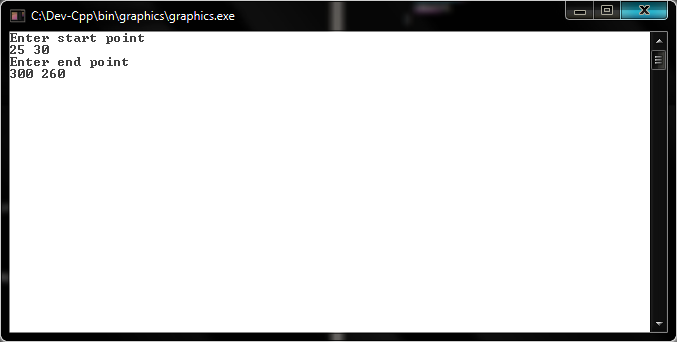 C:\Dev-Cpp\bin\graphics\graphics.exe
Enter start point
25 30
Enter end point
300 260